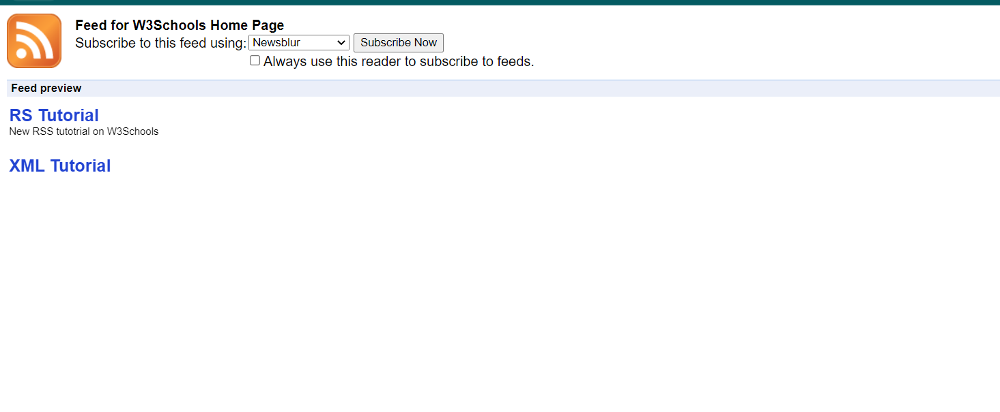 Feed for W3Schools Home Page
Subscribe to this feed using: Newsblur Subscribe Now
Always use this reader to subscribe to feeds.
Feed preview
RS Tutorial
New RSS tutotrial on W3Schools
XML Tutorial